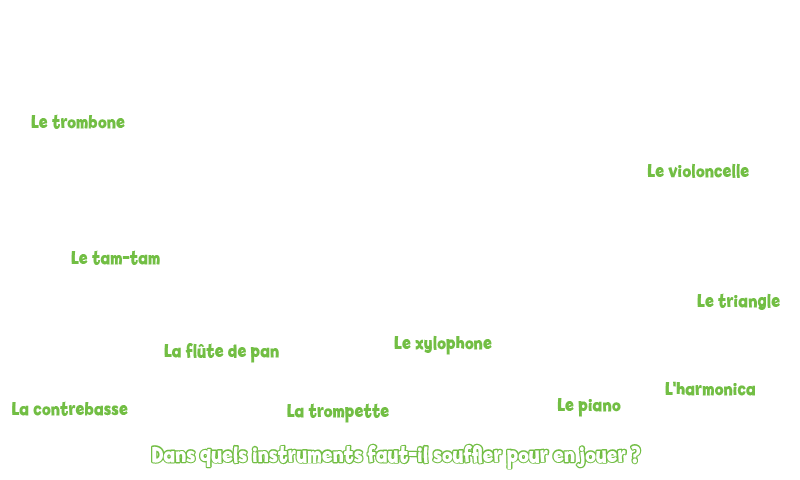 Le trombone
Le violoncelle
Le tam-tam
Le triangle
Le xylophone
La flûte de pan
L'harmonica
Le piano
La contrebasse
La trompette
Dans quels instruments faut-il souffler pour en jouer ?